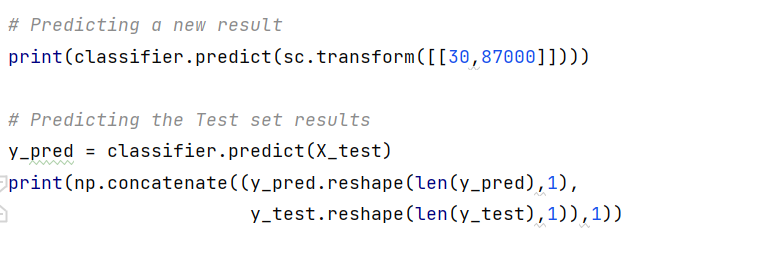 # Predicting a new result
print(classifier.predict(sc.transform([[30,87000]])))
# Predicting the Test set results
y_pred = classifier.predict(X_test)
print(np.concatenate((y_pred.reshape(len(y_pred),1),
y_test.reshape(len(y_test),1)),1))